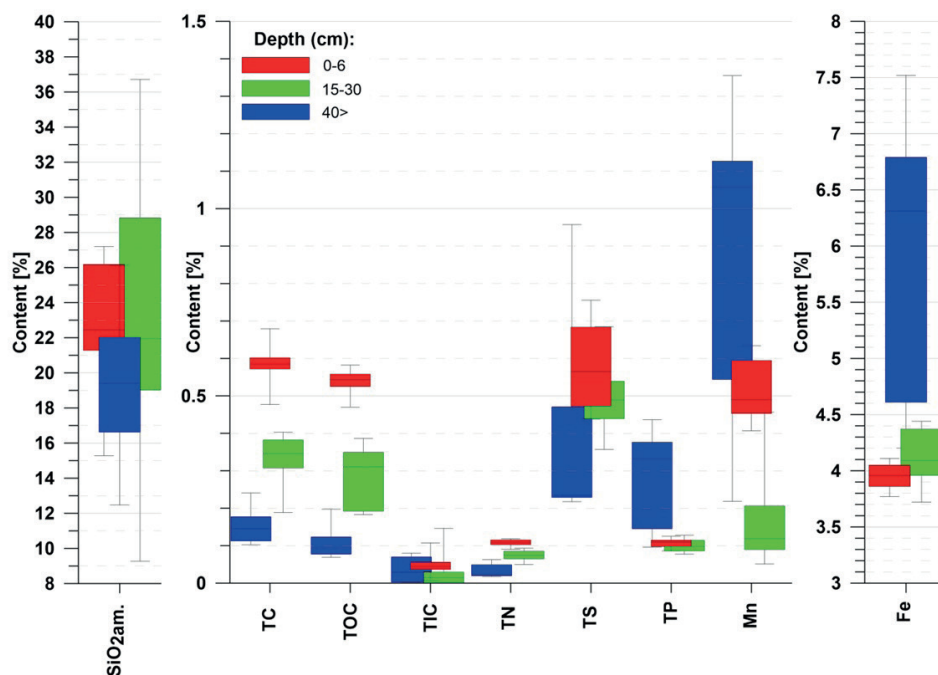 40
38
36
34
32
30
28
26
24
22
20
18
16
14
12
10
8
Content [%]
SiO2am.
1.5
1
0.5
0
Content [%]
Depth (cm):
0-6
15-30
40>
TC
TOC
TIC
TN
TS
TP
Mn
8
7.5
7
6.5
6
5.5
5
4.5
4
3.5
3
Content [%]
Fe